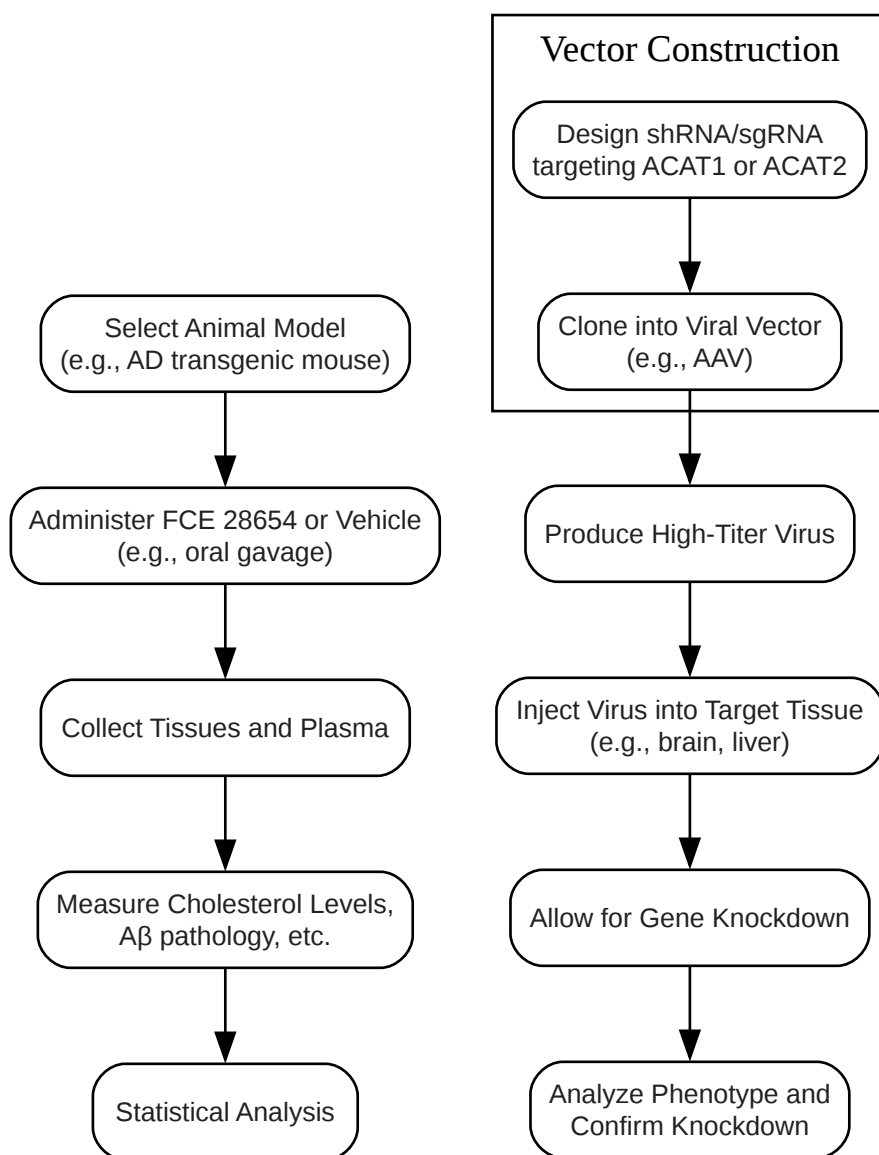 Select Animal Model
(e.g., AD transgenic mouse)
Administer FCE 28654 or Vehicle
(e.g., oral gavage)
Collect Tissues and Plasma
Measure Cholesterol Levels,
Aβ pathology, etc.
Statistical Analysis
Vector Construction
Design shRNA/sgRNA
targeting ACAT1 or ACAT2
Clone into Viral Vector
(e.g., AAV)
Produce High-Titer Virus
Inject Virus into Target Tissue
(e.g., brain, liver)
Allow for Gene Knockdown
Analyze Phenotype and
Confirm Knockdown